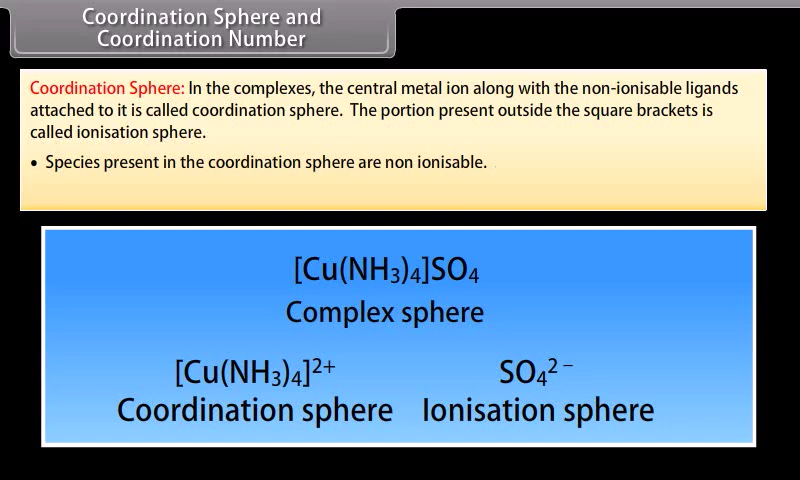 Coordination Sphere and
Coordination Number
Coordination Sphere: In the complexes, the central metal ion along with the non-ionisable ligands
attached to it is called coordination sphere. The portion present outside the square brackets is
called ionisation sphere.
• Species present in the coordination sphere are non ionisable.
[Cu(NH₃)₄]SO₄
Complex sphere
[Cu(NH₃)₄]²⁺ SO₄²⁻
Coordination sphere Ionisation sphere